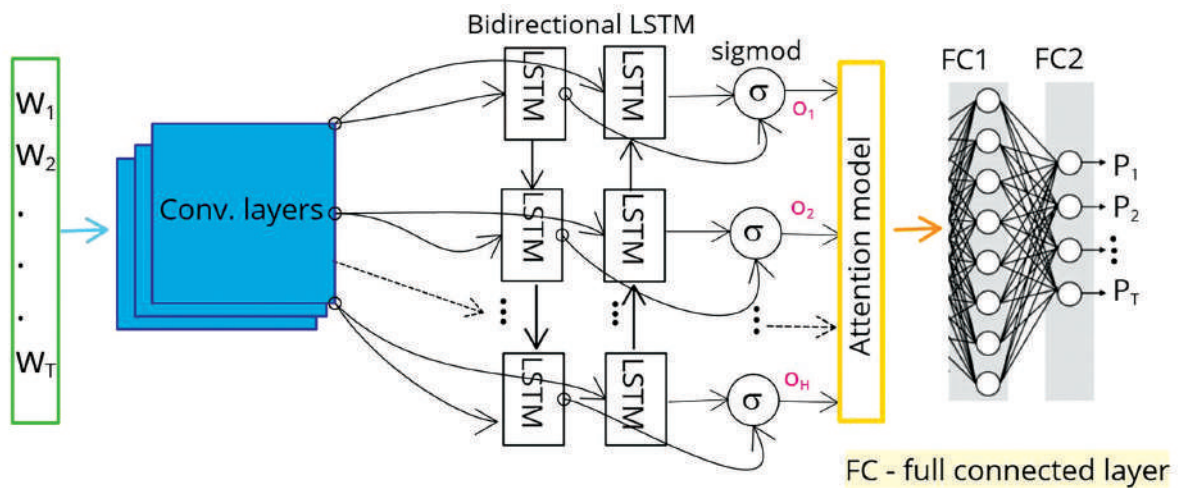 Bidirectional LSTM
sigmod
FC1
FC2
W1
W2
.
.
.
WT
Conv. layers
LSTM
LSTM
σ
O1
LSTM
LSTM
σ
O2
LSTM
LSTM
σ
OH
Attention model
P1
P2
PT
FC - full connected layer